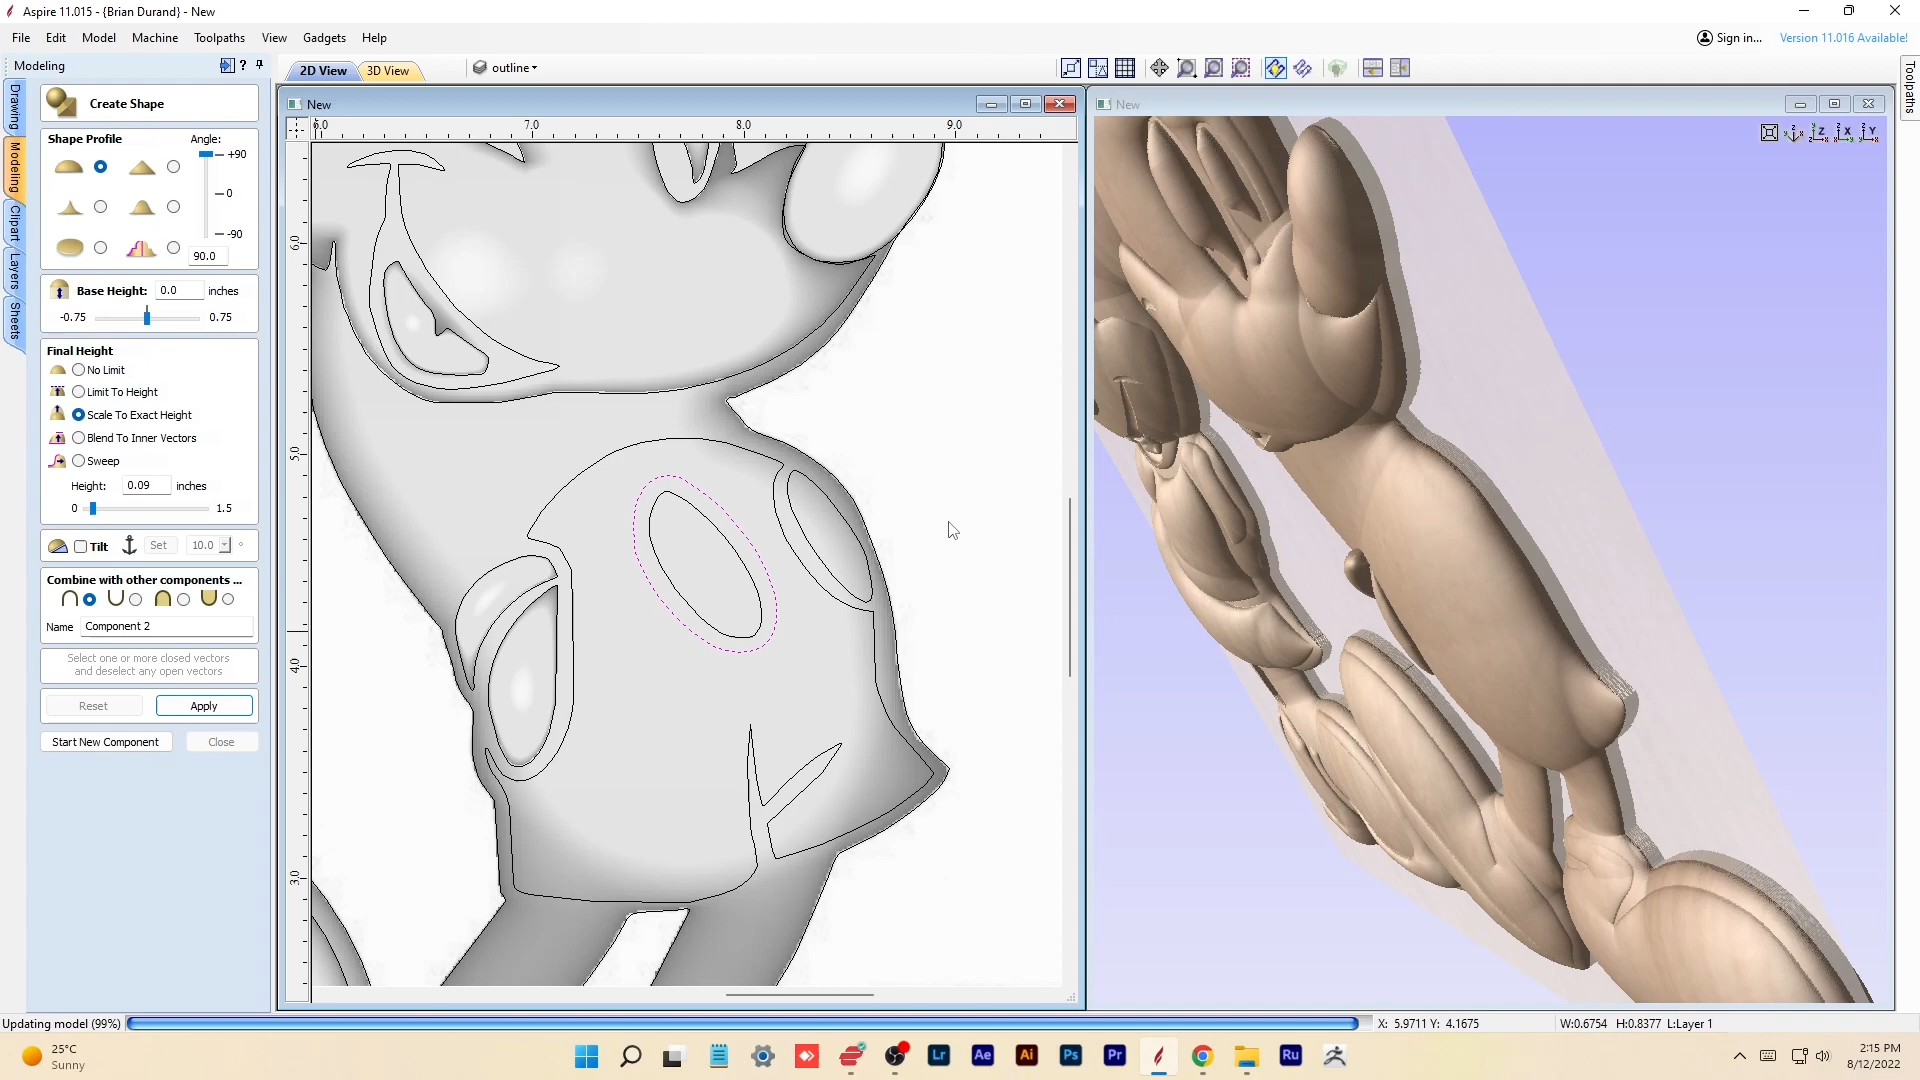 Aspire 11.015 - {Brian Durand} - New
File Edit Model Machine Toolpaths View Gadgets Help
Sign in... Version 11.016 Available!
Modeling
?
2D View 3D View outline
Toolpaths
Drawing
Modeling
Clipart
Layers
Sheets
Create Shape
Shape Profile Angle:
+90
0
-90
90.0
Base Height: 0.0 inches
-0.75 0.75
Final Height
No Limit
Limit To Height
Scale To Exact Height
Blend To Inner Vectors
Sweep
Height: 0.09 inches
0 1.5
Tilt Set 10.0 °
Combine with other components ...
Name Component 2
Select one or more closed vectors
and deselect any open vectors
Reset Apply
Start New Component Close
New
6.0 7.0 8.0 9.0
6.0
5.0
4.0
3.0
New
Z X Y
Updating model (99%) X: 5.9711 Y: 4.1675 W:0.6754 H:0.8377 L:Layer 1
25°C
Sunny
Lr Ae Ai Ps Pr Ru
2:15 PM
8/12/2022